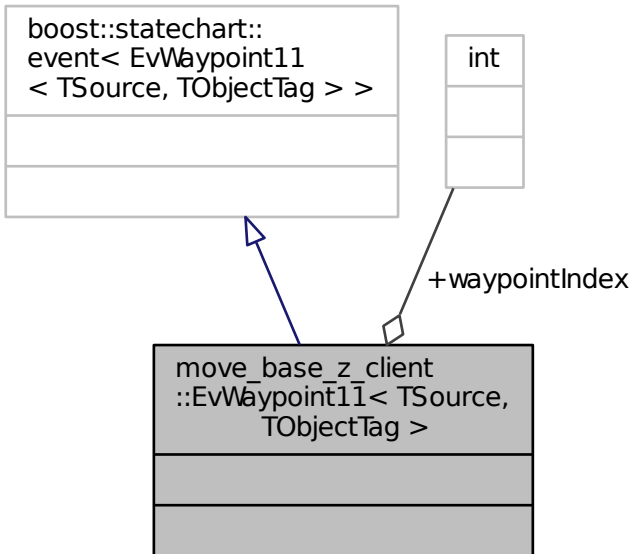 boost::statechart::
event< EvWaypoint11
< TSource, TObjectTag > >
int
+waypointIndex
move_base_z_client
::EvWaypoint11< TSource,
TObjectTag >